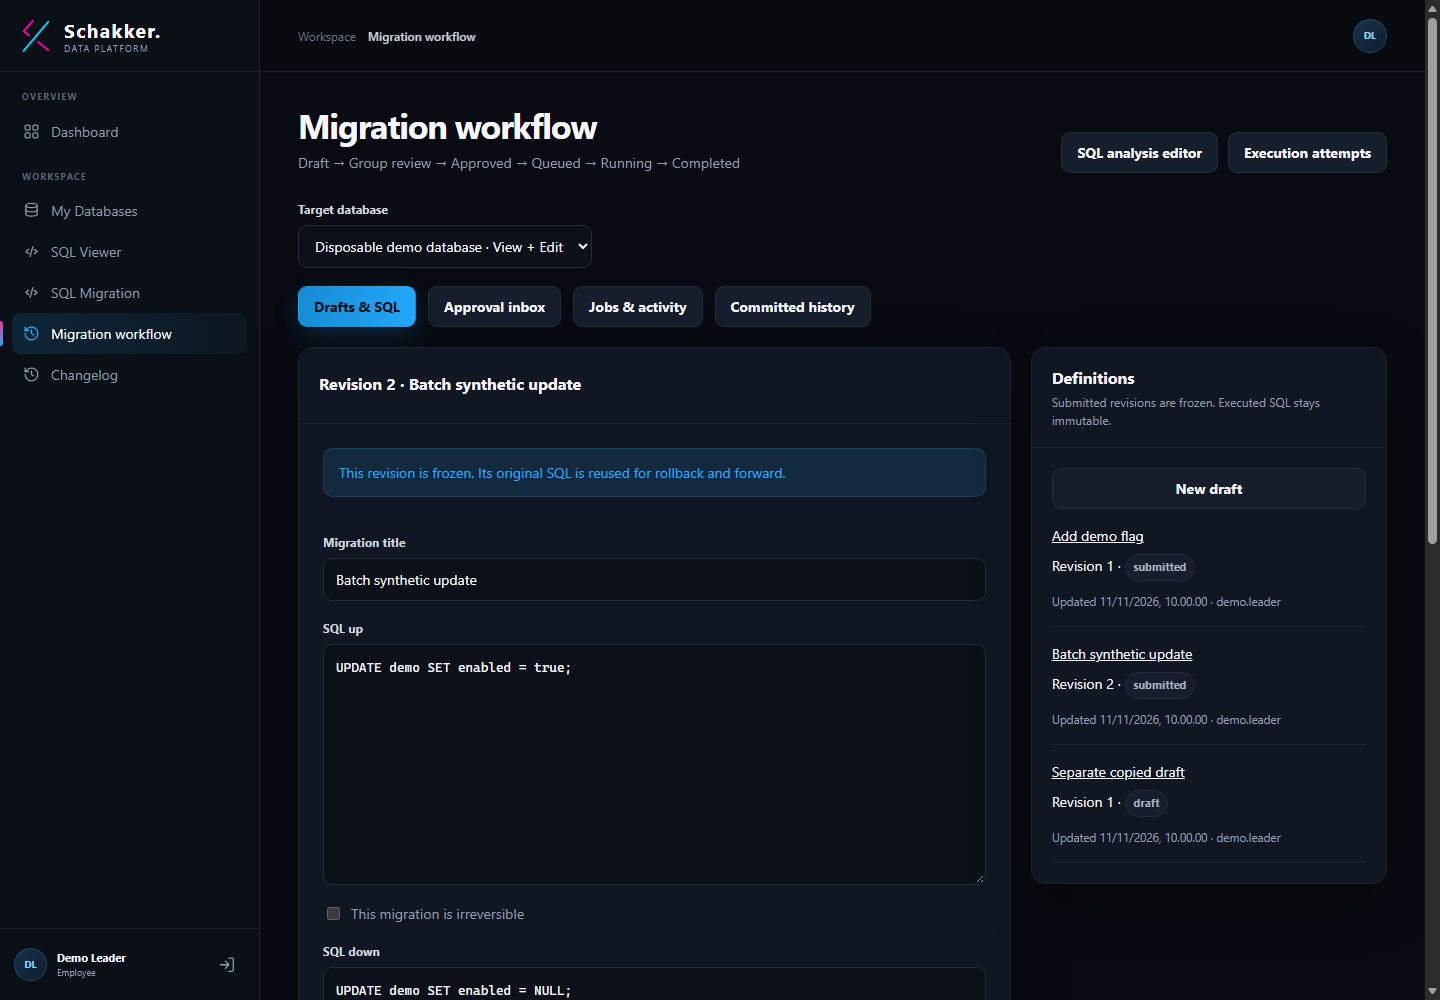 Schakker.
DATA PLATFORM
OVERVIEW
Dashboard
WORKSPACE
My Databases
SQL Viewer
SQL Migration
Migration workflow
Changelog
DL
Demo Leader
Employee
Workspace Migration workflow
DL
Migration workflow
Draft → Group review → Approved → Queued → Running → Completed
SQL analysis editor
Execution attempts
Target database
Disposable demo database · View + Edit
Drafts & SQL
Approval inbox
Jobs & activity
Committed history
Revision 2 · Batch synthetic update
This revision is frozen. Its original SQL is reused for rollback and forward.
Migration title
Batch synthetic update
SQL up
UPDATE demo SET enabled = true;
This migration is irreversible
SQL down
UPDATE demo SET enabled = NULL;
Definitions
Submitted revisions are frozen. Executed SQL stays
immutable.
New draft
Add demo flag
Revision 1 · submitted
Updated 11/11/2026, 10.00.00 · demo.leader
Batch synthetic update
Revision 2 · submitted
Updated 11/11/2026, 10.00.00 · demo.leader
Separate copied draft
Revision 1 · draft
Updated 11/11/2026, 10.00.00 · demo.leader